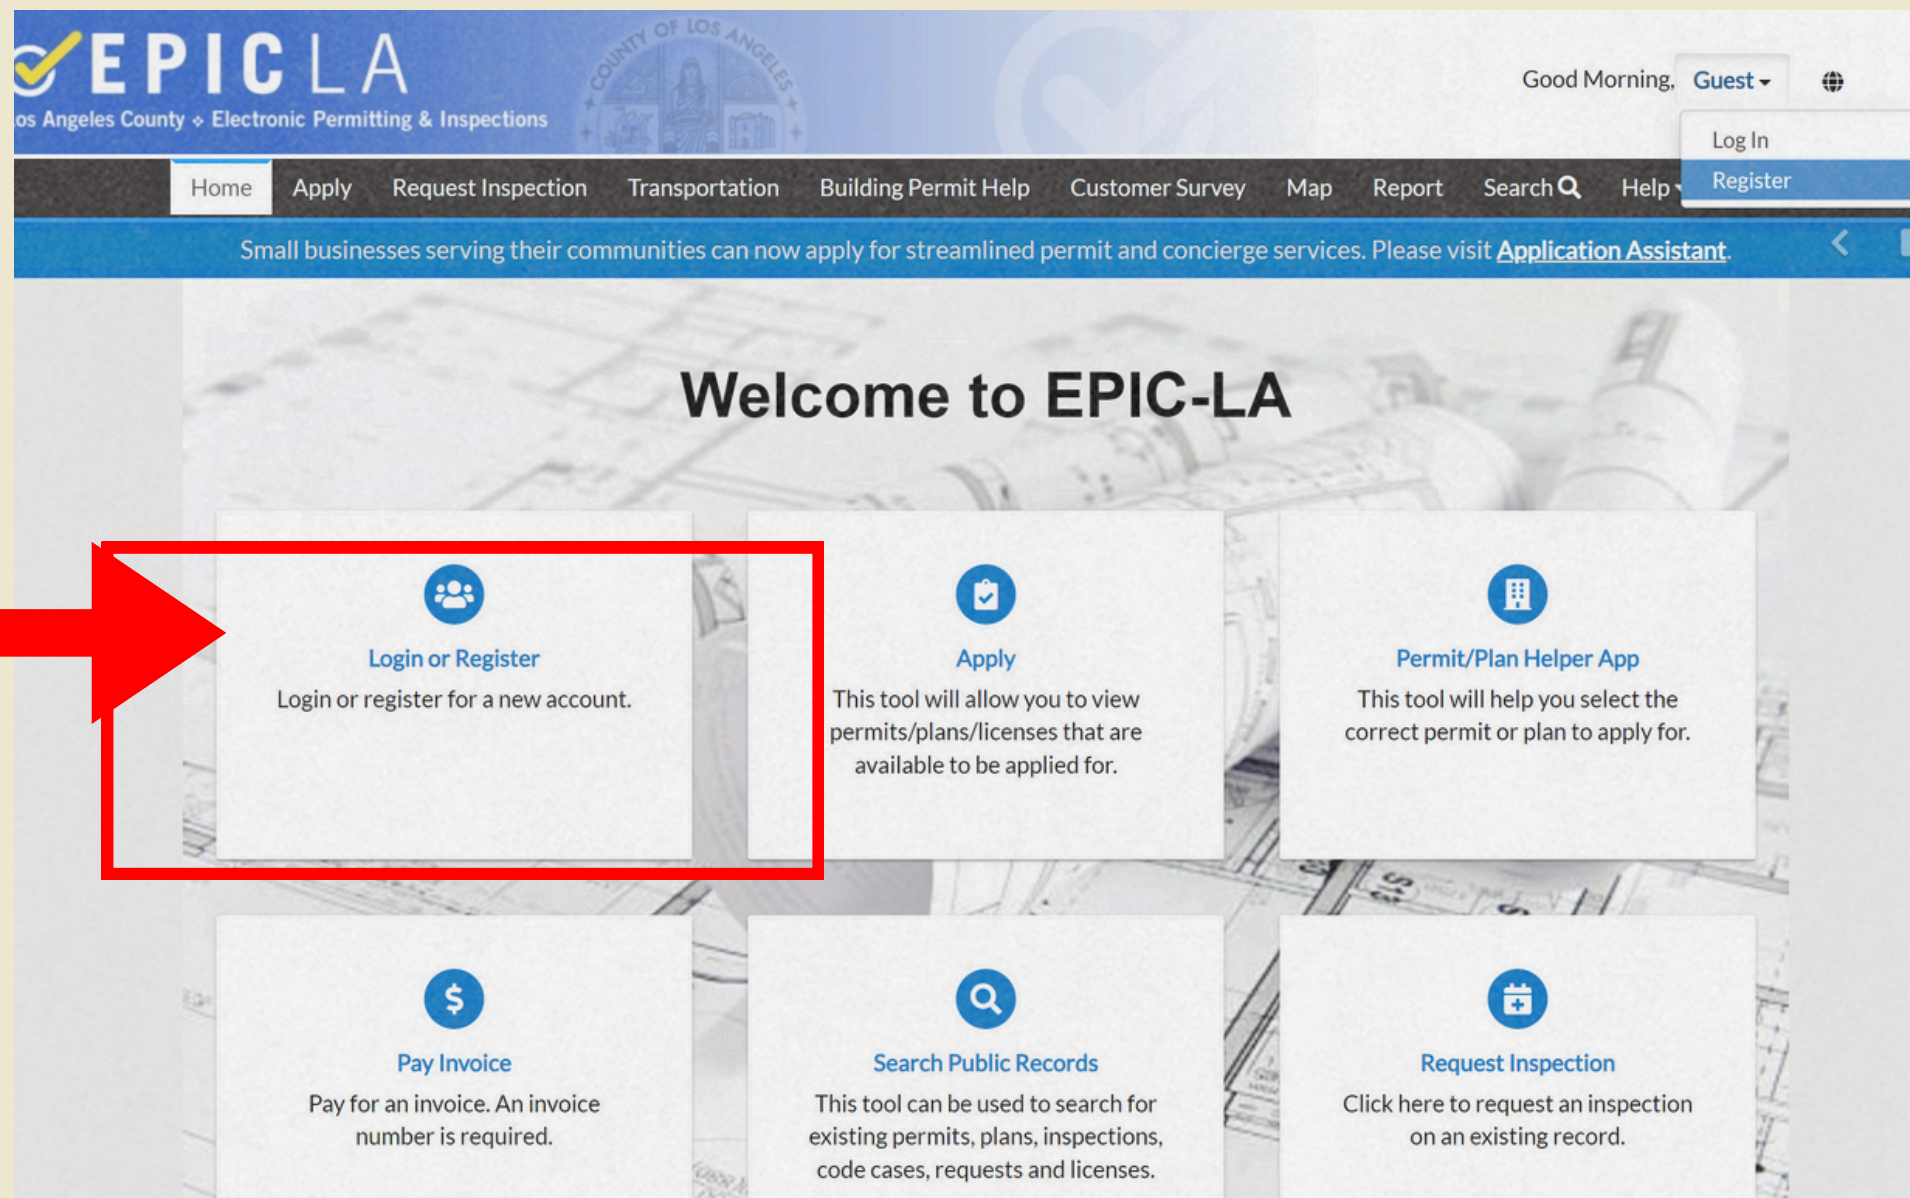 EPICLA
os Angeles County ⬥ Electronic Permitting & Inspections
COUNTY OF LOS ANGELES
Good Morning, Guest
Log In
Register
Home Apply Request Inspection Transportation Building Permit Help Customer Survey Map Report Search Help
Small businesses serving their communities can now apply for streamlined permit and concierge services. Please visit Application Assistant.
Welcome to EPIC-LA
Login or Register
Login or register for a new account.
Apply
This tool will allow you to view
permits/plans/licenses that are
available to be applied for.
Permit/Plan Helper App
This tool will help you select the
correct permit or plan to apply for.
Pay Invoice
Pay for an invoice. An invoice
number is required.
Search Public Records
This tool can be used to search for
existing permits, plans, inspections,
code cases, requests and licenses.
Request Inspection
Click here to request an inspection
on an existing record.